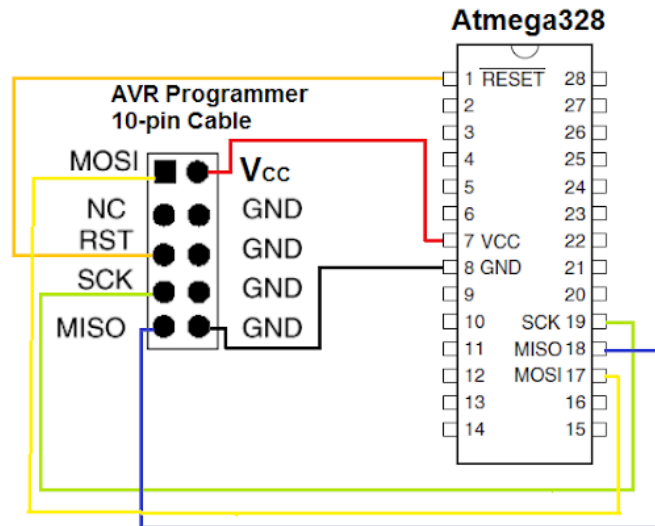 Atmega328
AVR Programmer
10-pin Cable
MOSI Vcc
NC GND
RST GND
SCK GND
MISO GND
1 RESET 28
2 27
3 26
4 25
5 24
6 23
7 VCC 22
8 GND 21
9 20
10 SCK 19
11 MISO 18
12 MOSI 17
13 16
14 15